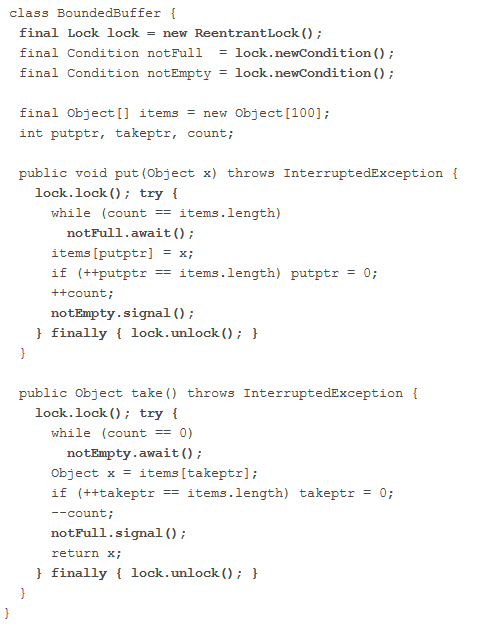 class BoundedBuffer {
  final Lock lock = new ReentrantLock();
  final Condition notFull  = lock.newCondition();
  final Condition notEmpty = lock.newCondition();

  final Object[] items = new Object[100];
  int putptr, takeptr, count;

  public void put(Object x) throws InterruptedException {
    lock.lock(); try {
      while (count == items.length)
        notFull.await();
      items[putptr] = x;
      if (++putptr == items.length) putptr = 0;
      ++count;
      notEmpty.signal();
    } finally { lock.unlock(); }
  }

  public Object take() throws InterruptedException {
    lock.lock(); try {
      while (count == 0)
        notEmpty.await();
      Object x = items[takeptr];
      if (++takeptr == items.length) takeptr = 0;
      --count;
      notFull.signal();
      return x;
    } finally { lock.unlock(); }
  }
}